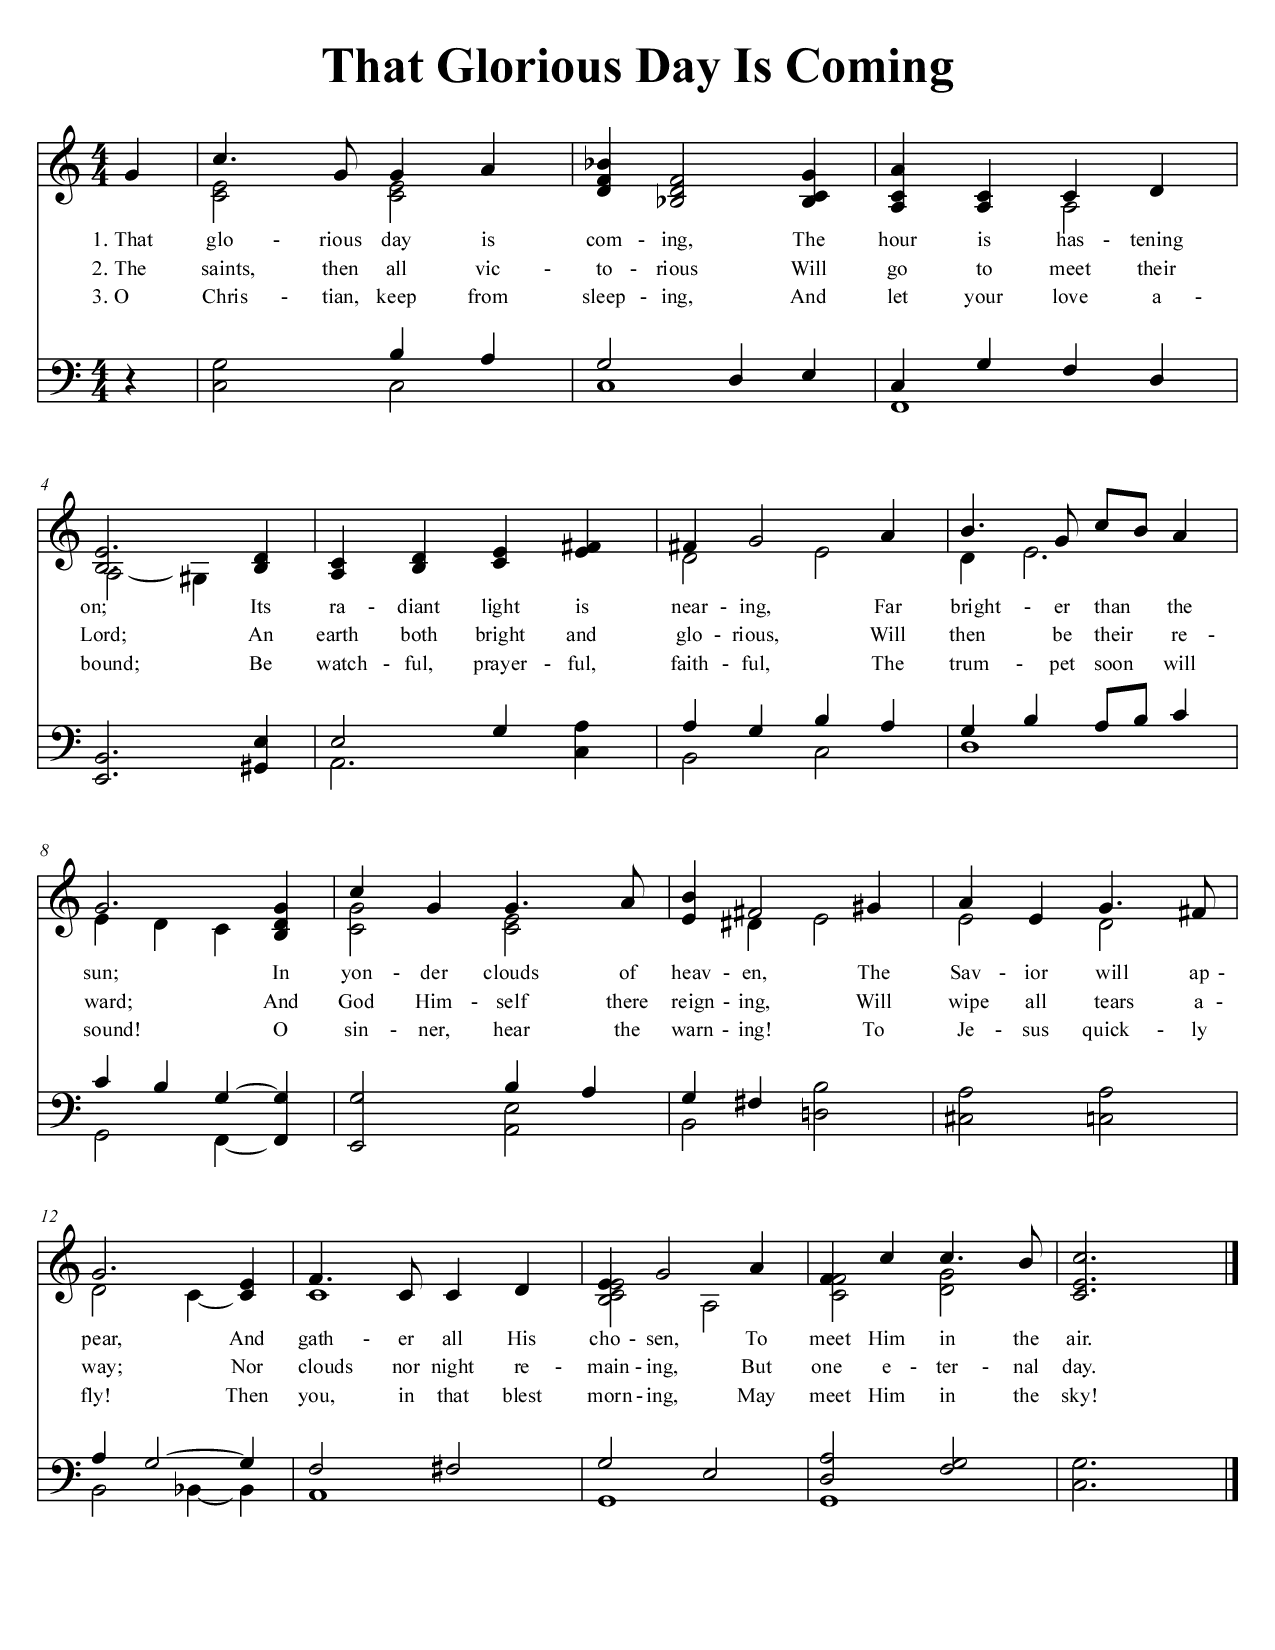 That Glorious Day Is Coming
4
4
1. That glo - rious day is com - ing, The hour is has - tening
2. The saints, then all vic - to - rious Will go to meet their
3. O Chris - tian, keep from sleep - ing, And let your love a -
4
4
4
on; Its ra - diant light is near - ing, Far bright - er than the
Lord; An earth both bright and glo - rious, Will then be their re -
bound; Be watch - ful, prayer - ful, faith - ful, The trum - pet soon will
8
sun; In yon - der clouds of heav - en, The Sav - ior will ap -
ward; And God Him - self there reign - ing, Will wipe all tears a -
sound! O sin - ner, hear the warn - ing! To Je - sus quick - ly
12
pear, And gath - er all His cho - sen, To meet Him in the air.
way; Nor clouds nor night re - main - ing, But one e - ter - nal day.
fly! Then you, in that blest morn - ing, May meet Him in the sky!